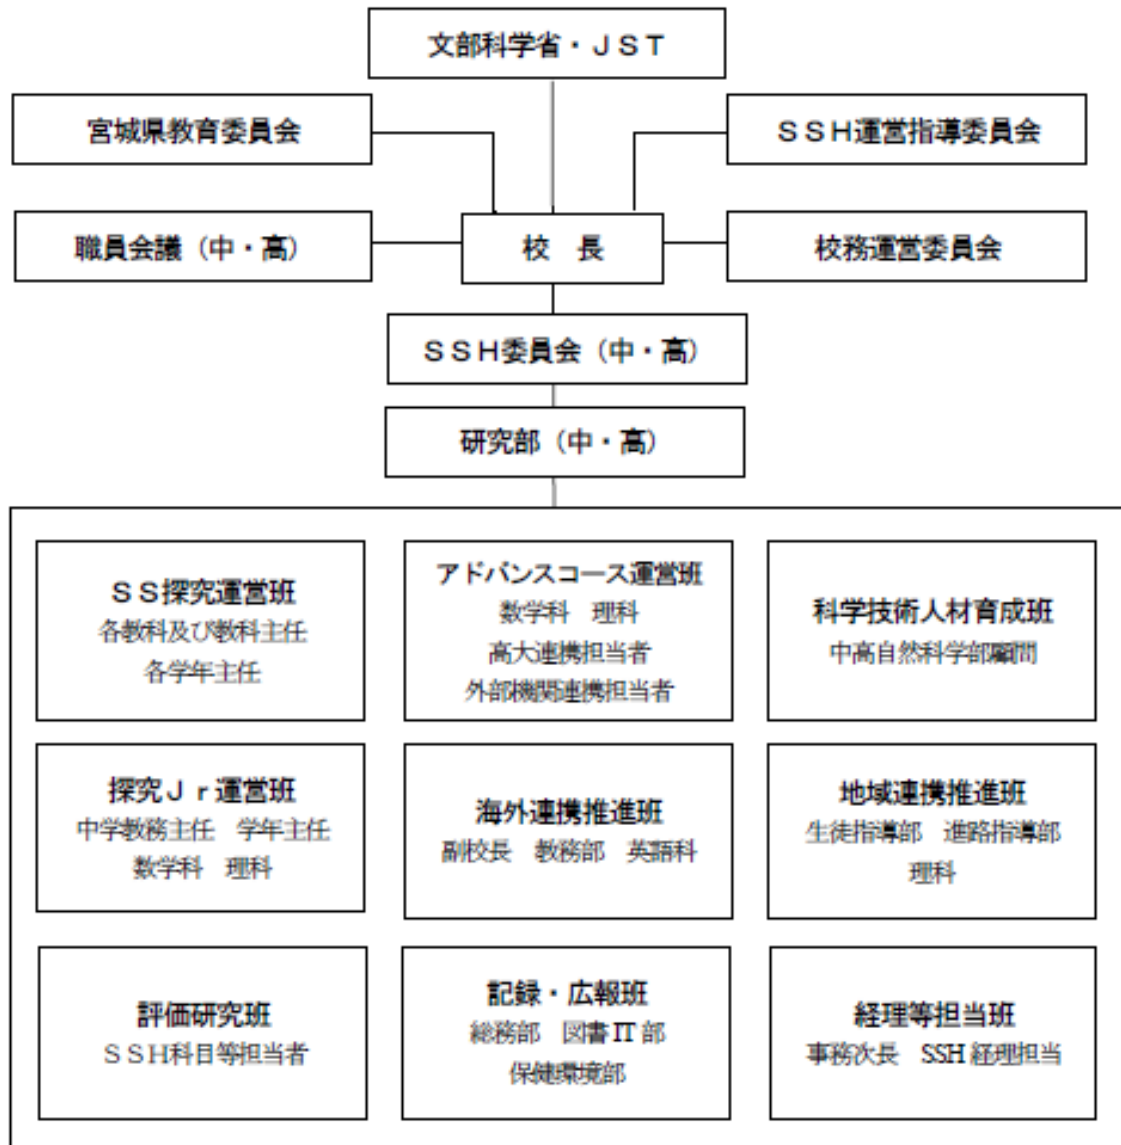 文部科学省・ＪＳＴ
宮城県教育委員会
ＳＳＨ運営指導委員会
職員会議（中・高）
校　長
校務運営委員会
ＳＳＨ委員会（中・高）
研究部（中・高）
ＳＳ探究運営班
各教科及び教科主任
各学年主任
アドバンスコース運営班
数学科　理科
高大連携担当者
外部機関連携担当者
科学技術人材育成班
中高自然科学部顧問
探究Ｊｒ運営班
中学教務主任　学年主任
数学科　理科
海外連携推進班
副校長　教務部　英語科
地域連携推進班
生徒指導部　進路指導部
理科
評価研究班
ＳＳＨ科目等担当者
記録・広報班
総務部　図書 IT 部
保健環境部
経理等担当班
事務次長　SSH 経理担当